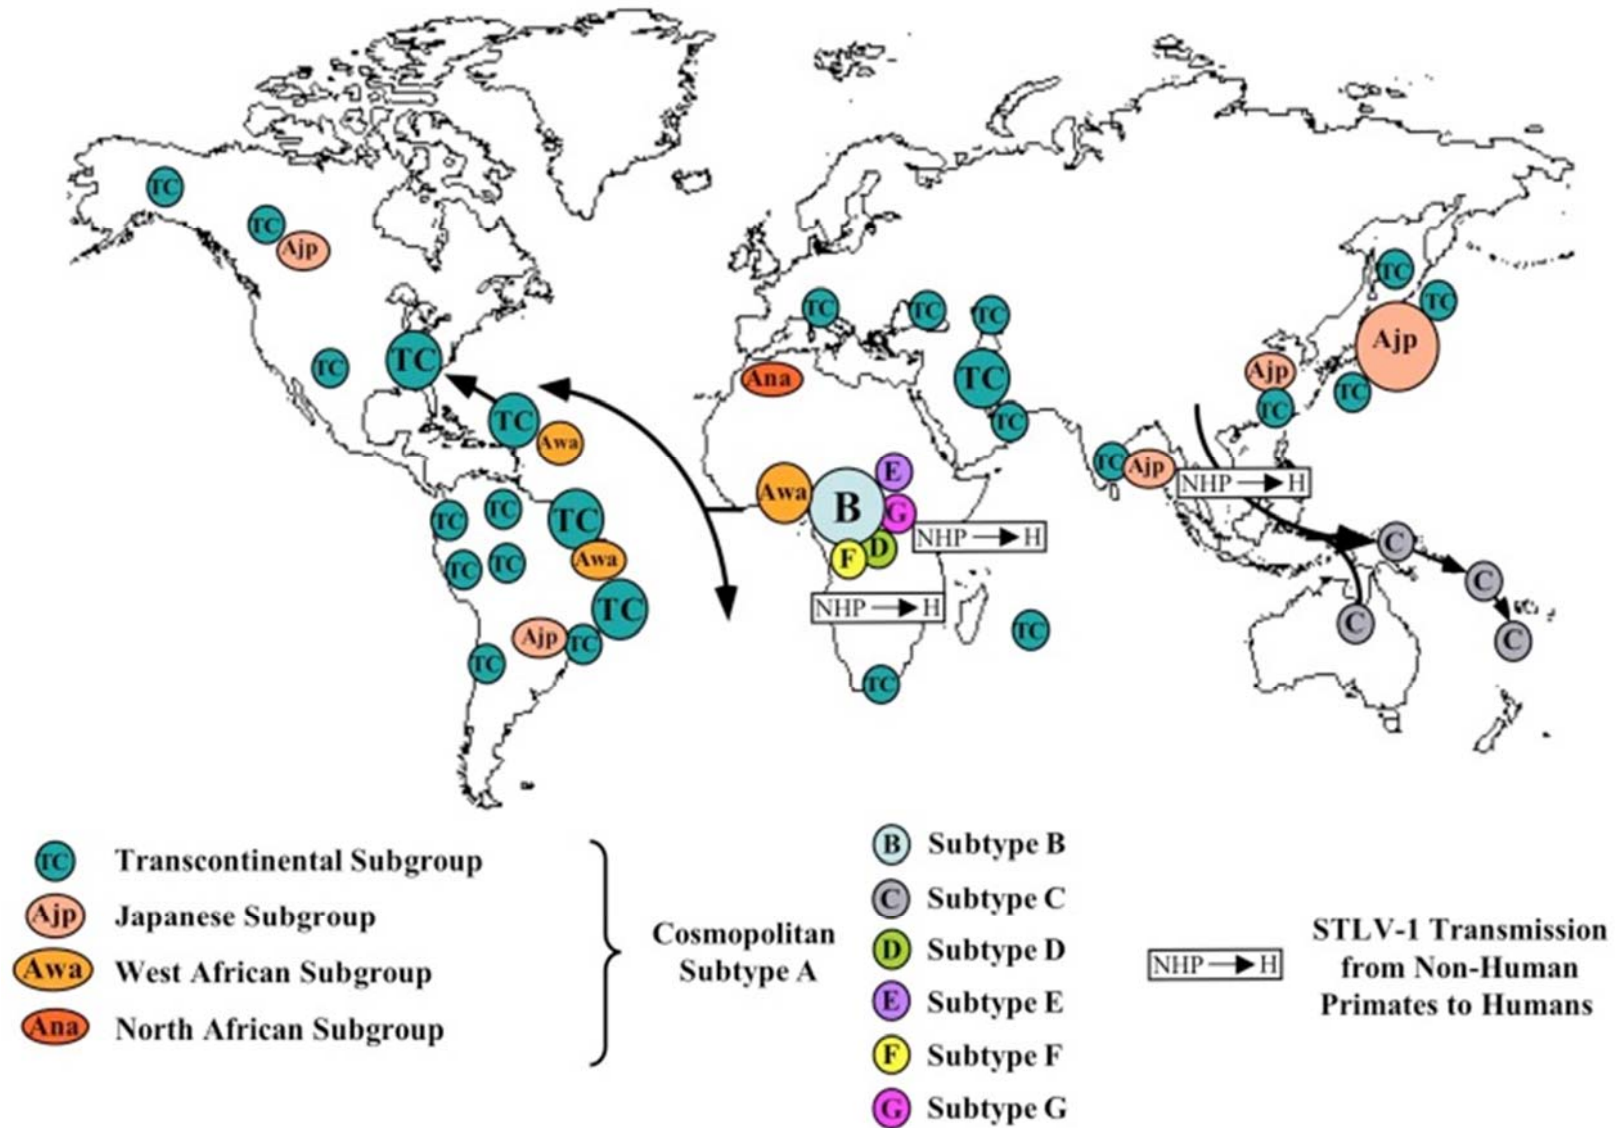 TC
TC
Ajp
TC
TC
TC
Awa
TC
TC
TC
TC
TC
Awa
TC
Ajp
TC
TC
TC
TC
TC
Ana
TC
TC
Awa
B
E
G
D
F
NHP → H
NHP → H
TC
TC
TC
TC
Ajp
TC
Ajp
TC
Ajp
TC
TC
NHP → H
C
C
C
C
TC Transcontinental Subgroup
Ajp Japanese Subgroup
Awa West African Subgroup
Ana North African Subgroup
Cosmopolitan
Subtype A
B Subtype B
C Subtype C
D Subtype D
E Subtype E
F Subtype F
G Subtype G
NHP → H
STLV-1 Transmission
from Non-Human
Primates to Humans